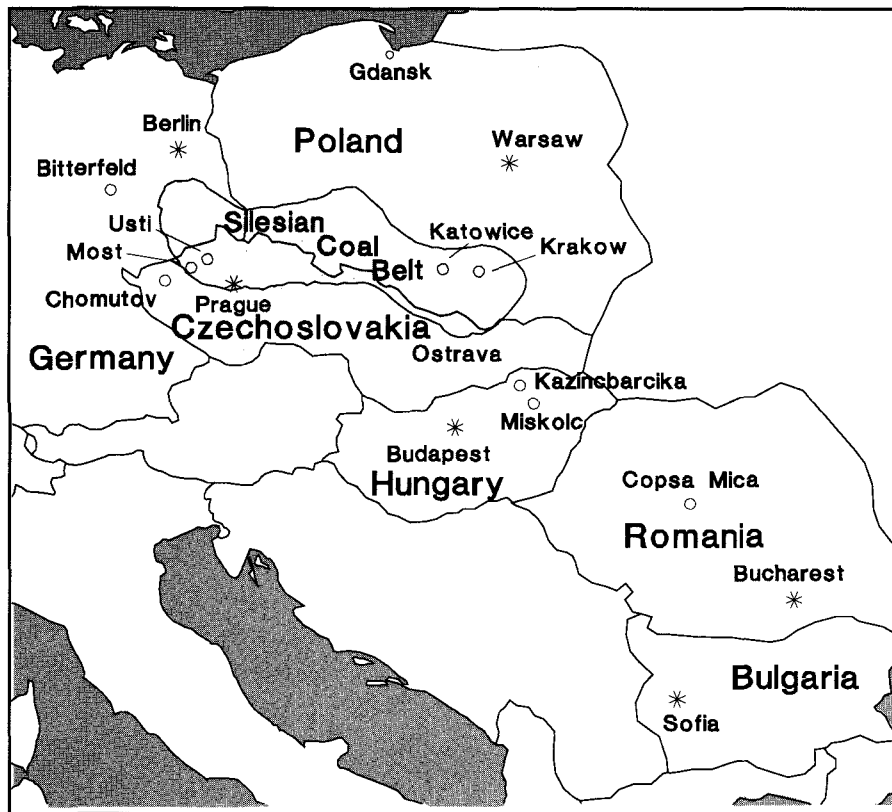 Gdansk
Berlin
Poland
Warsaw
Bitterfeld
Usti
Silesian
Katowice
Most
Coal
Krakow
Belt
Chomutov
Prague
Czechoslovakia
Germany
Ostrava
Kazincbarcika
Miskolc
Budapest
Hungary
Copsa Mica
Romania
Bucharest
Bulgaria
Sofia